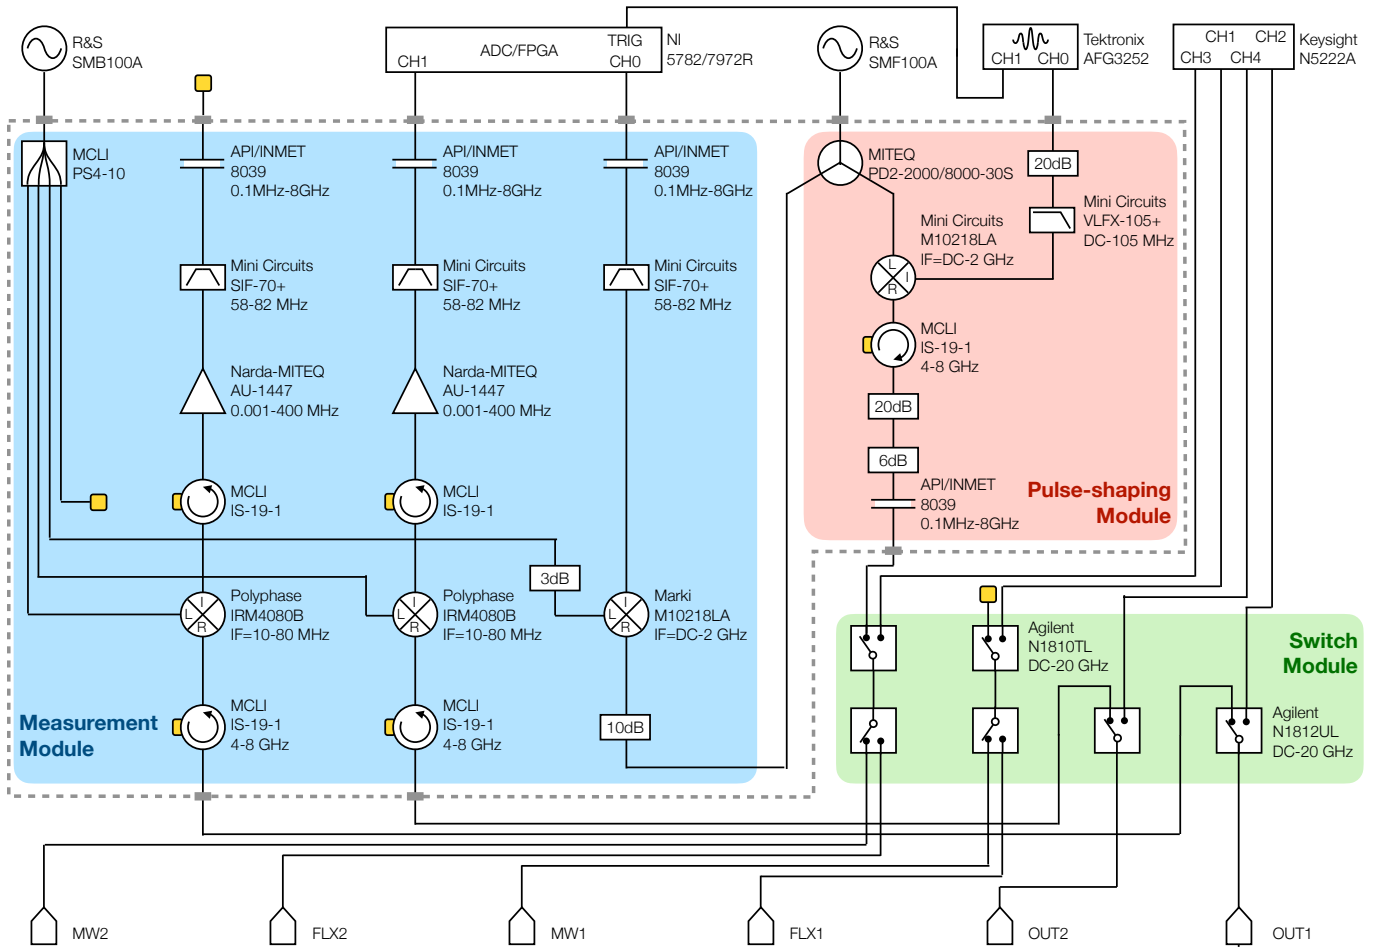 R&S
SMB100A
ADC/FPGA
TRIG
CH1
CH0
NI
5782/7972R
R&S
SMF100A
CH1
CH0
Tektronix
AFG3252
CH1
CH2
CH3
CH4
Keysight
N5222A
MCLI
PS4-10
API/INMET
8039
0.1MHz-8GHz
API/INMET
8039
0.1MHz-8GHz
API/INMET
8039
0.1MHz-8GHz
MITEQ
PD2-2000/8000-30S
20dB
Mini Circuits
VLFX-105+
DC-105 MHz
Mini Circuits
M10218LA
IF=DC-2 GHz
L
I
R
Mini Circuits
SIF-70+
58-82 MHz
Mini Circuits
SIF-70+
58-82 MHz
Mini Circuits
SIF-70+
58-82 MHz
MCLI
IS-19-1
4-8 GHz
Narda-MITEQ
AU-1447
0.001-400 MHz
Narda-MITEQ
AU-1447
0.001-400 MHz
20dB
6dB
API/INMET
8039
0.1MHz-8GHz
Pulse-shaping
Module
MCLI
IS-19-1
MCLI
IS-19-1
3dB
I
L
R
Polyphase
IRM4080B
IF=10-80 MHz
I
L
R
Polyphase
IRM4080B
IF=10-80 MHz
I
L
R
Marki
M10218LA
IF=DC-2 GHz
Agilent
N1810TL
DC-20 GHz
Switch
Module
Measurement
Module
MCLI
IS-19-1
4-8 GHz
MCLI
IS-19-1
4-8 GHz
10dB
Agilent
N1812UL
DC-20 GHz
MW2
FLX2
MW1
FLX1
OUT2
OUT1